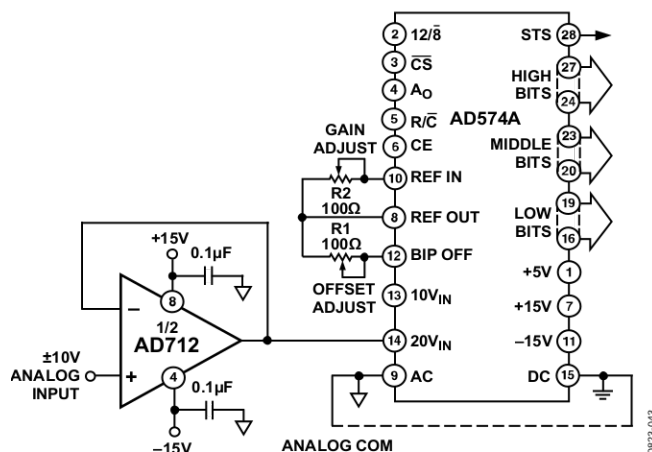 2 12/8̅ STS 28
3 C̅S̅ 27
HIGH
BITS
4 AO 24
AD574A
5 R/C̅ 23
GAIN
ADJUST
6 CE MIDDLE
BITS
10 REF IN 20
R2
100Ω
19
8 REF OUT LOW
BITS
R1
100Ω
16
12 BIP OFF
+5V 1
OFFSET
ADJUST
13 10VIN +15V 7
14 20VIN –15V 11
9 AC DC 15
+15V
0.1µF
8
–
1/2
AD712
±10V
ANALOG
INPUT
+
4
0.1µF
–15V
ANALOG COM